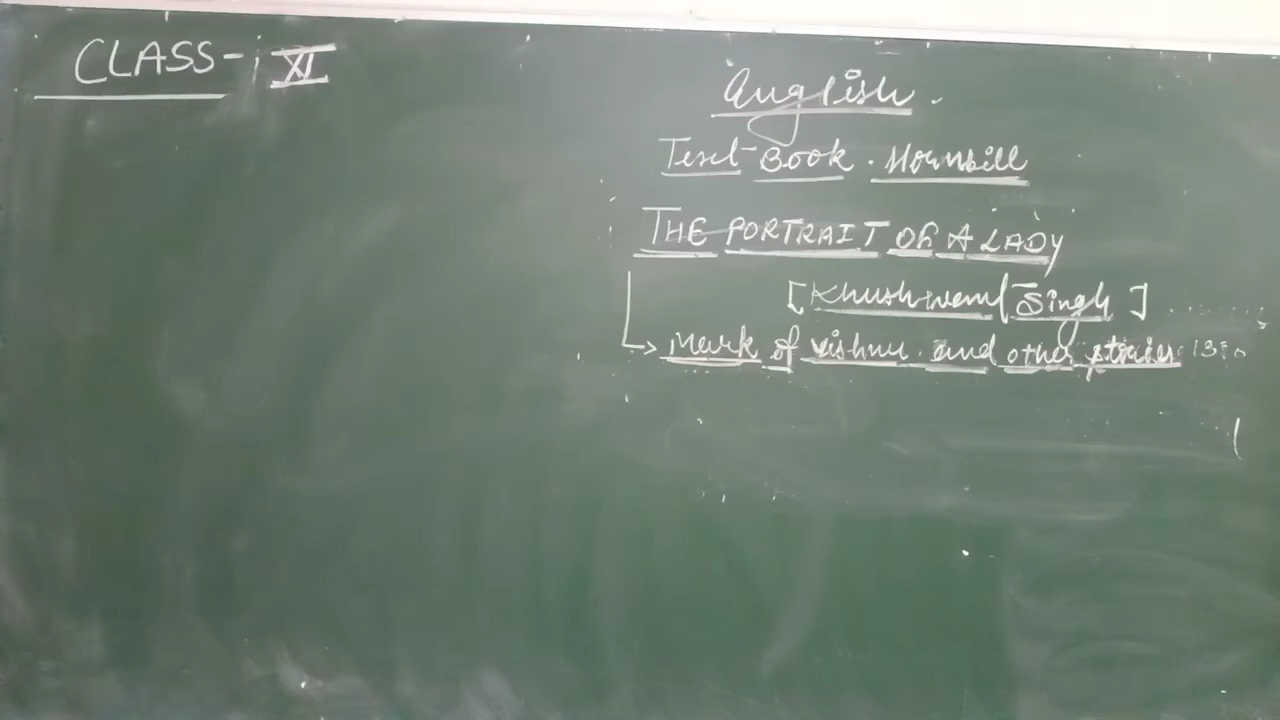 CLASS - XI
English.
Text-Book. Hornbill
THE PORTRAIT Of A LADY
[Khushwant Singh]
→ Mark of vishnu and other stories